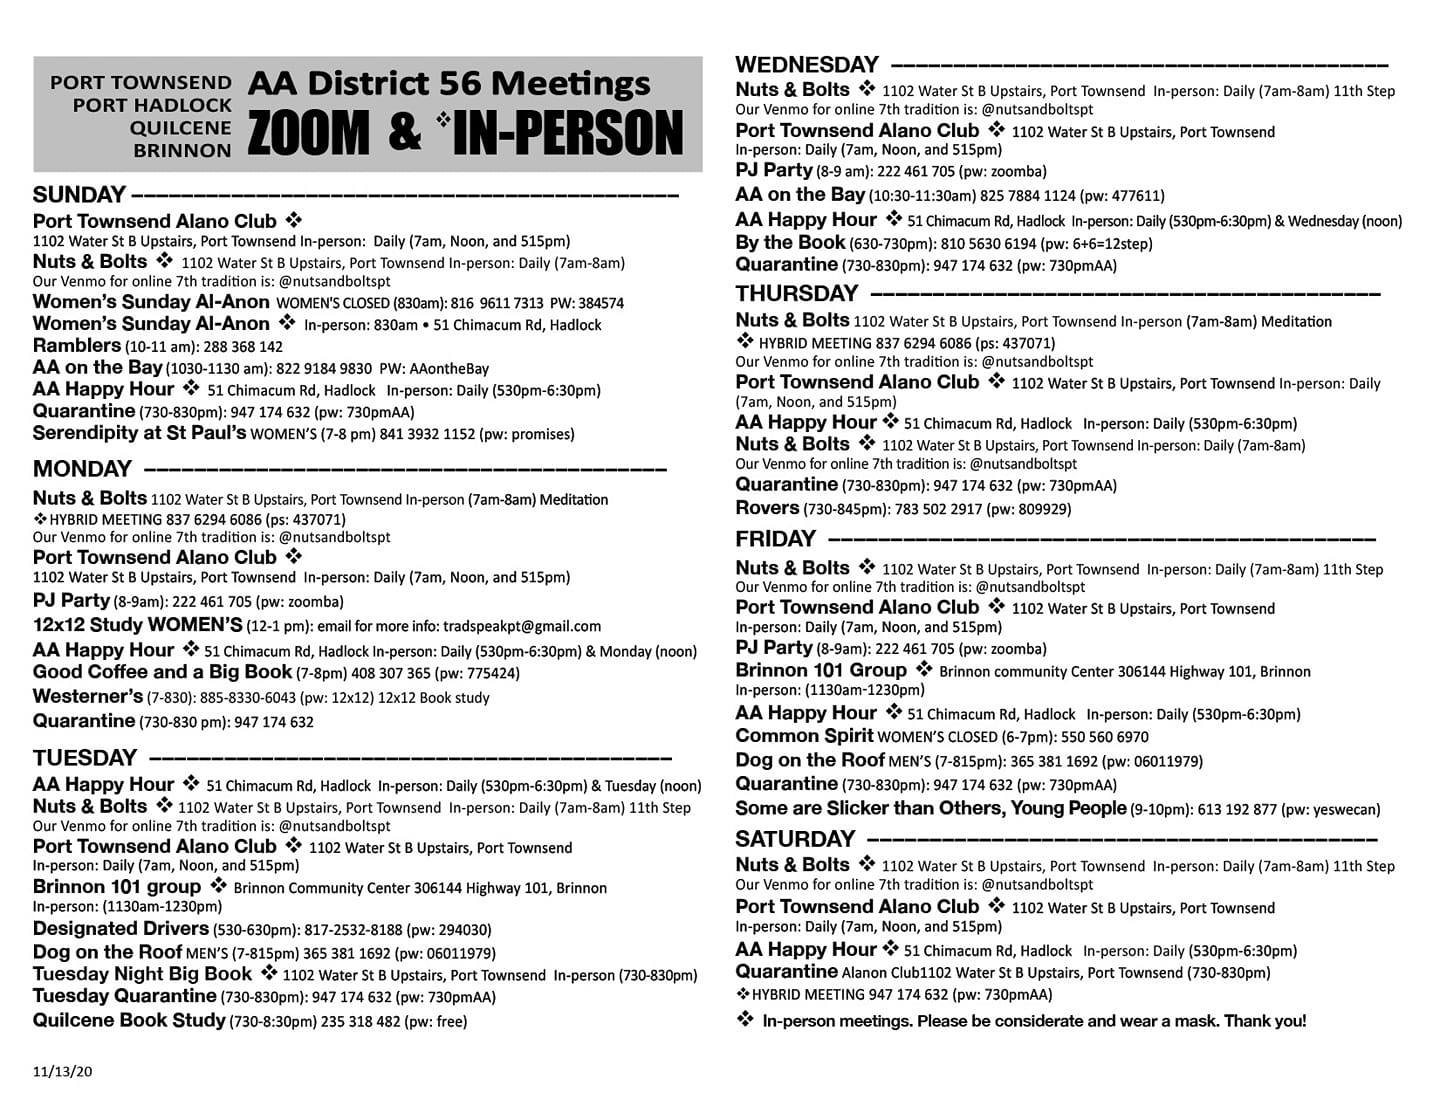 PORT TOWNSEND
PORT HADLOCK
QUILCENE
BRINNON
AA District 56 Meetings
ZOOM & ❖IN-PERSON
SUNDAY ––––––––––––––––––––––––––––––––––––––––––––
Port Townsend Alano Club ❖
1102 Water St B Upstairs, Port Townsend In-person: Daily (7am, Noon, and 515pm)
Nuts & Bolts ❖ 1102 Water St B Upstairs, Port Townsend In-person: Daily (7am-8am)
Our Venmo for online 7th tradition is: @nutsandboltspt
Women's Sunday Al-Anon WOMEN'S CLOSED (830am): 816 9611 7313 PW: 384574
Women's Sunday Al-Anon ❖ In-person: 830am • 51 Chimacum Rd, Hadlock
Ramblers (10-11 am): 288 368 142
AA on the Bay (1030-1130 am): 822 9184 9830 PW: AAontheBay
AA Happy Hour ❖ 51 Chimacum Rd, Hadlock In-person: Daily (530pm-6:30pm)
Quarantine (730-830pm): 947 174 632 (pw: 730pmAA)
Serendipity at St Paul's WOMEN'S (7-8 pm) 841 3932 1152 (pw: promises)
MONDAY ––––––––––––––––––––––––––––––––––––––––––
Nuts & Bolts 1102 Water St B Upstairs, Port Townsend In-person (7am-8am) Meditation
❖HYBRID MEETING 837 6294 6086 (ps: 437071)
Our Venmo for online 7th tradition is: @nutsandboltspt
Port Townsend Alano Club ❖
1102 Water St B Upstairs, Port Townsend In-person: Daily (7am, Noon, and 515pm)
PJ Party (8-9am): 222 461 705 (pw: zoomba)
12x12 Study WOMEN'S (12-1 pm): email for more info: tradspeakpt@gmail.com
AA Happy Hour ❖ 51 Chimacum Rd, Hadlock In-person: Daily (530pm-6:30pm) & Monday (noon)
Good Coffee and a Big Book (7-8pm) 408 307 365 (pw: 775424)
Westerner's (7-830): 885-8330-6043 (pw: 12x12) 12x12 Book study
Quarantine (730-830 pm): 947 174 632
TUESDAY ––––––––––––––––––––––––––––––––––––––––––
AA Happy Hour ❖ 51 Chimacum Rd, Hadlock In-person: Daily (530pm-6:30pm) & Tuesday (noon)
Nuts & Bolts ❖ 1102 Water St B Upstairs, Port Townsend In-person: Daily (7am-8am) 11th Step
Our Venmo for online 7th tradition is: @nutsandboltspt
Port Townsend Alano Club ❖ 1102 Water St B Upstairs, Port Townsend
In-person: Daily (7am, Noon, and 515pm)
Brinnon 101 group ❖ Brinnon Community Center 306144 Highway 101, Brinnon
In-person: (1130am-1230pm)
Designated Drivers (530-630pm): 817-2532-8188 (pw: 294030)
Dog on the Roof MEN'S (7-815pm) 365 381 1692 (pw: 06011979)
Tuesday Night Big Book ❖ 1102 Water St B Upstairs, Port Townsend In-person (730-830pm)
Tuesday Quarantine (730-830pm): 947 174 632 (pw: 730pmAA)
Quilcene Book Study (730-8:30pm) 235 318 482 (pw: free)
11/13/20
WEDNESDAY ––––––––––––––––––––––––––––––––––––––––
Nuts & Bolts ❖ 1102 Water St B Upstairs, Port Townsend In-person: Daily (7am-8am) 11th Step
Our Venmo for online 7th tradition is: @nutsandboltspt
Port Townsend Alano Club ❖ 1102 Water St B Upstairs, Port Townsend
In-person: Daily (7am, Noon, and 515pm)
PJ Party (8-9 am): 222 461 705 (pw: zoomba)
AA on the Bay (10:30-11:30am) 825 7884 1124 (pw: 477611)
AA Happy Hour ❖ 51 Chimacum Rd, Hadlock In-person: Daily (530pm-6:30pm) & Wednesday (noon)
By the Book (630-730pm): 810 5630 6194 (pw: 6+6=12step)
Quarantine (730-830pm): 947 174 632 (pw: 730pmAA)
THURSDAY –––––––––––––––––––––––––––––––––––––––––
Nuts & Bolts 1102 Water St B Upstairs, Port Townsend In-person (7am-8am) Meditation
❖ HYBRID MEETING 837 6294 6086 (ps: 437071)
Our Venmo for online 7th tradition is: @nutsandboltspt
Port Townsend Alano Club ❖ 1102 Water St B Upstairs, Port Townsend In-person: Daily
(7am, Noon, and 515pm)
AA Happy Hour ❖ 51 Chimacum Rd, Hadlock In-person: Daily (530pm-6:30pm)
Nuts & Bolts ❖ 1102 Water St B Upstairs, Port Townsend In-person: Daily (7am-8am)
Our Venmo for online 7th tradition is: @nutsandboltspt
Quarantine (730-830pm): 947 174 632 (pw: 730pmAA)
Rovers (730-845pm): 783 502 2917 (pw: 809929)
FRIDAY ––––––––––––––––––––––––––––––––––––––––––––
Nuts & Bolts ❖ 1102 Water St B Upstairs, Port Townsend In-person: Daily (7am-8am) 11th Step
Our Venmo for online 7th tradition is: @nutsandboltspt
Port Townsend Alano Club ❖ 1102 Water St B Upstairs, Port Townsend
In-person: Daily (7am, Noon, and 515pm)
PJ Party (8-9am): 222 461 705 (pw: zoomba)
Brinnon 101 Group ❖ Brinnon community Center 306144 Highway 101, Brinnon
In-person: (1130am-1230pm)
AA Happy Hour ❖ 51 Chimacum Rd, Hadlock In-person: Daily (530pm-6:30pm)
Common Spirit WOMEN'S CLOSED (6-7pm): 550 560 6970
Dog on the Roof MEN'S (7-815pm): 365 381 1692 (pw: 06011979)
Quarantine (730-830pm): 947 174 632 (pw: 730pmAA)
Some are Slicker than Others, Young People (9-10pm): 613 192 877 (pw: yeswecan)
SATURDAY –––––––––––––––––––––––––––––––––––––––––
Nuts & Bolts ❖ 1102 Water St B Upstairs, Port Townsend In-person: Daily (7am-8am) 11th Step
Our Venmo for online 7th tradition is: @nutsandboltspt
Port Townsend Alano Club ❖ 1102 Water St B Upstairs, Port Townsend
In-person: Daily (7am, Noon, and 515pm)
AA Happy Hour ❖ 51 Chimacum Rd, Hadlock In-person: Daily (530pm-6:30pm)
Quarantine Alanon Club1102 Water St B Upstairs, Port Townsend (730-830pm)
❖HYBRID MEETING 947 174 632 (pw: 730pmAA)
❖ In-person meetings. Please be considerate and wear a mask. Thank you!